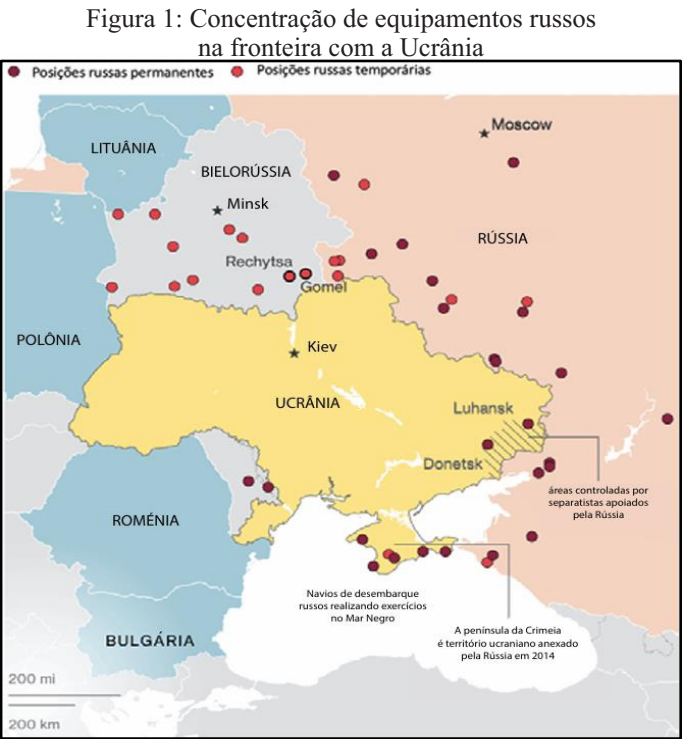 Figura 1: Concentração de equipamentos russos
na fronteira com a Ucrânia
Posições russas permanentes
Posições russas temporárias
Moscow
LITUÂNIA
BIELORÚSSIA
Minsk
RÚSSIA
Rechytsa
Gomel
POLÔNIA
Kiev
UCRÂNIA
Luhansk
Donetsk
áreas controladas por
separatistas apoiados
pela Rússia
ROMÉNIA
Navios de desembarque
russos realizando exercícios
no Mar Negro
A península da Crimeia
é território ucraniano anexado
pela Rússia em 2014
BULGÁRIA
200 mi
200 km